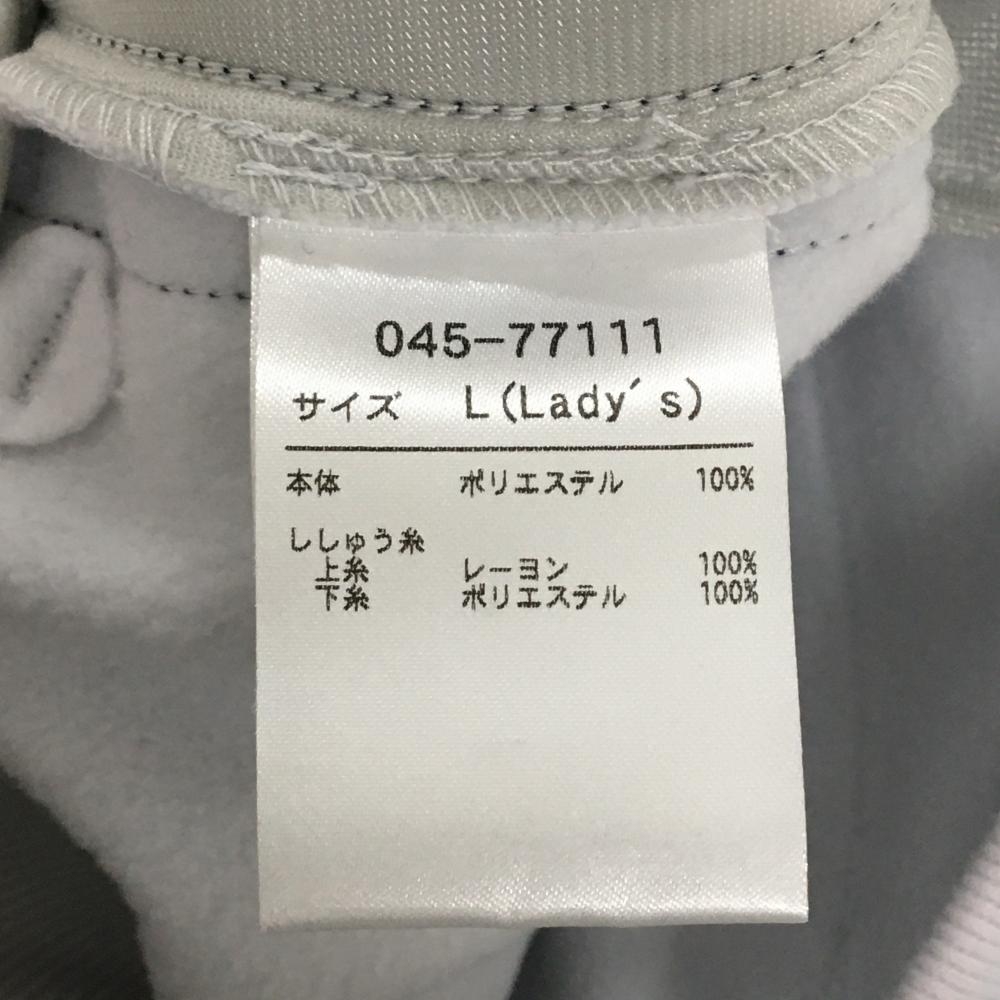 045-77111
サイズ L(Lady's)
本体 ポリエステル 100%
ししゅう糸
上糸 レーヨン 100%
下糸 ポリエステル 100%